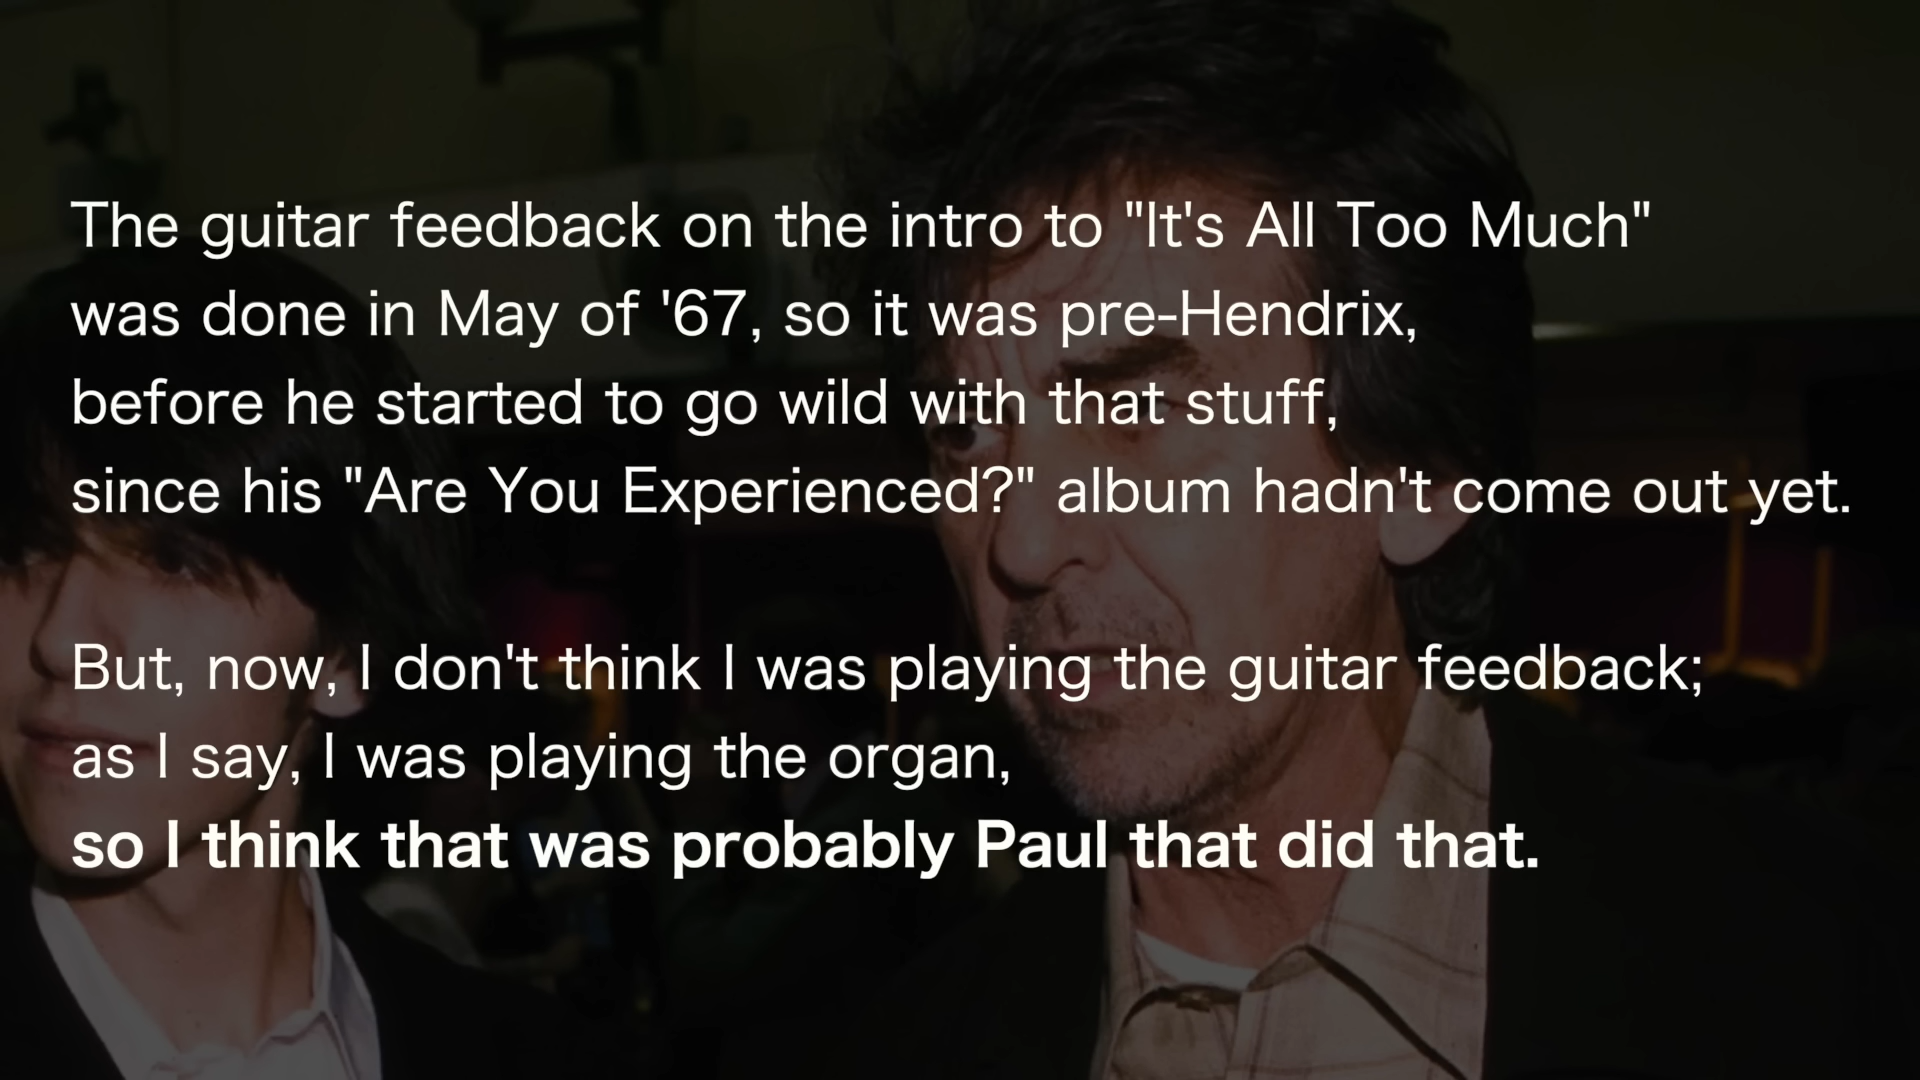 The guitar feedback on the intro to "It's All Too Much"
was done in May of '67, so it was pre-Hendrix,
before he started to go wild with that stuff,
since his "Are You Experienced?" album hadn't come out yet.
But, now, I don't think I was playing the guitar feedback;
as I say, I was playing the organ,
so I think that was probably Paul that did that.